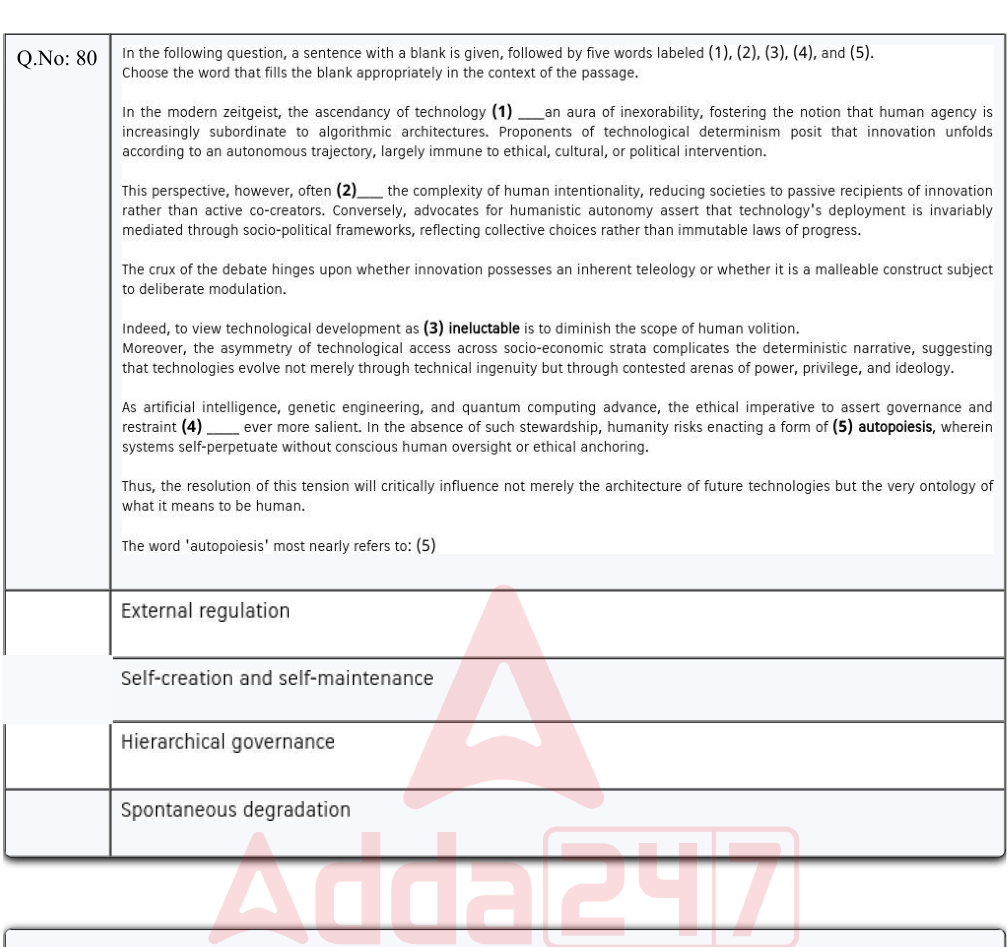 Q.No: 80
In the following question, a sentence with a blank is given, followed by five words labeled (1), (2), (3), (4), and (5).
Choose the word that fills the blank appropriately in the context of the passage.
In the modern zeitgeist, the ascendancy of technology (1) ___an aura of inexorability, fostering the notion that human agency is
increasingly subordinate to algorithmic architectures. Proponents of technological determinism posit that innovation unfolds
according to an autonomous trajectory, largely immune to ethical, cultural, or political intervention.
This perspective, however, often (2)___ the complexity of human intentionality, reducing societies to passive recipients of innovation
rather than active co-creators. Conversely, advocates for humanistic autonomy assert that technology's deployment is invariably
mediated through socio-political frameworks, reflecting collective choices rather than immutable laws of progress.
The crux of the debate hinges upon whether innovation possesses an inherent teleology or whether it is a malleable construct subject
to deliberate modulation.
Indeed, to view technological development as (3) ineluctable is to diminish the scope of human volition.
Moreover, the asymmetry of technological access across socio-economic strata complicates the deterministic narrative, suggesting
that technologies evolve not merely through technical ingenuity but through contested arenas of power, privilege, and ideology.
As artificial intelligence, genetic engineering, and quantum computing advance, the ethical imperative to assert governance and
restraint (4) ____ ever more salient. In the absence of such stewardship, humanity risks enacting a form of (5) autopoiesis, wherein
systems self-perpetuate without conscious human oversight or ethical anchoring.
Thus, the resolution of this tension will critically influence not merely the architecture of future technologies but the very ontology of
what it means to be human.
The word 'autopoiesis' most nearly refers to: (5)
External regulation
Self-creation and self-maintenance
Hierarchical governance
Spontaneous degradation
Adda247